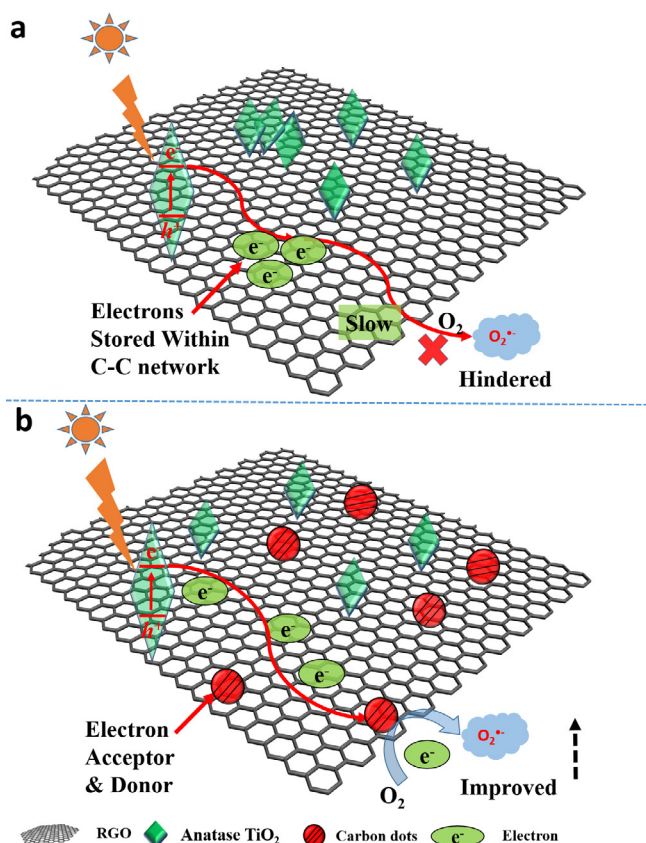 a
e-
h+
e-
e-
e-
Electrons
Stored Within
C-C network
Slow
O₂
O₂•-
Hindered
b
e-
h+
e-
e-
e-
Electron
Acceptor
& Donor
e-
O₂
O₂•-
Improved
RGO
Anatase TiO₂
Carbon dots
e-
Electron